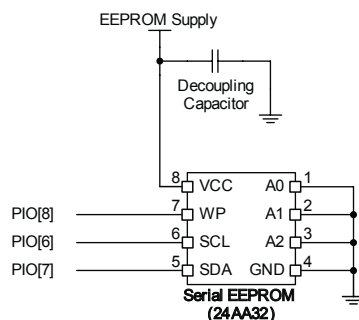 EEPROM Supply
Decoupling
Capacitor
8 VCC A0 1
PIO[8] 7 WP A1 2
PIO[6] 6 SCL A2 3
PIO[7] 5 SDA GND 4
Serial EEPROM
(24AA32)